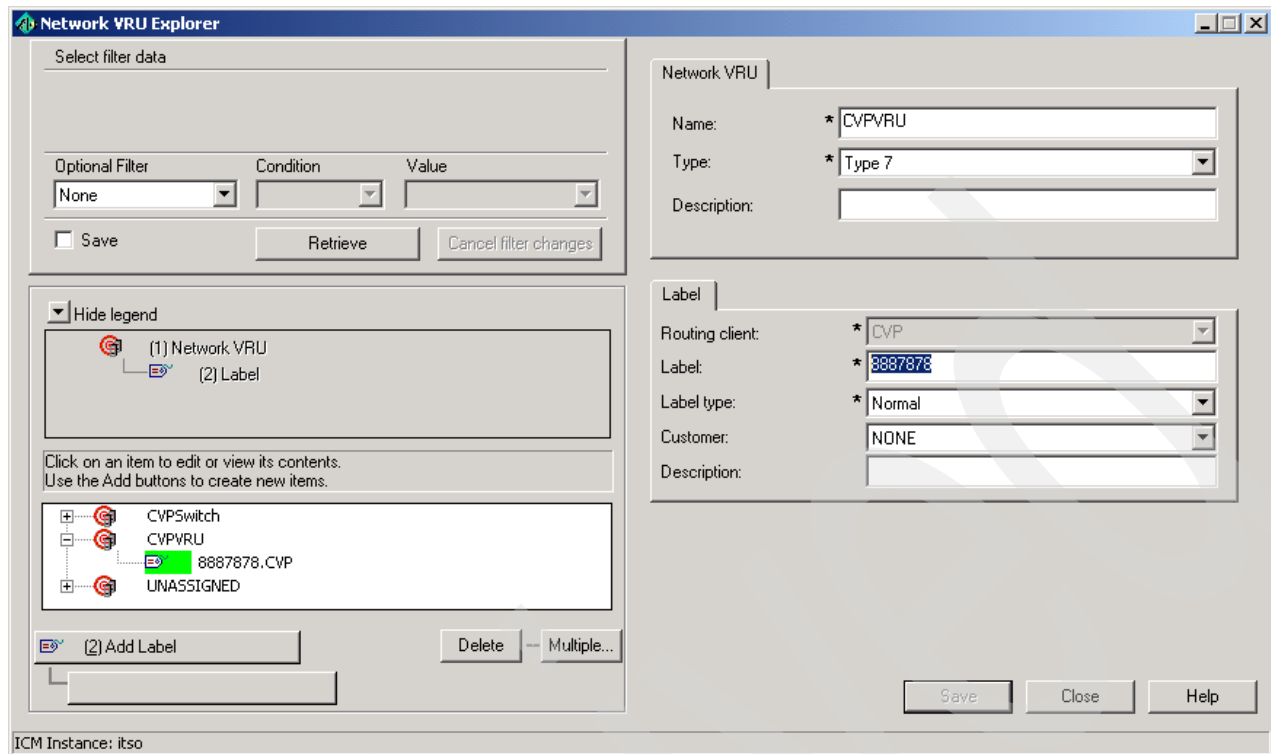 Network VRU Explorer
Select filter data
Optional Filter Condition Value
None
Save Retrieve Cancel filter changes
Hide legend
(1) Network VRU
(2) Label
Click on an item to edit or view its contents.
Use the Add buttons to create new items.
CVPSwitch
CVPVRU
8887878.CVP
UNASSIGNED
(2) Add Label Delete Multiple...
Network VRU
Name: * CVPVRU
Type: * Type 7
Description:
Label
Routing client: * CVP
Label: * 8887878
Label type: * Normal
Customer: NONE
Description:
Save Close Help
ICM Instance: itso